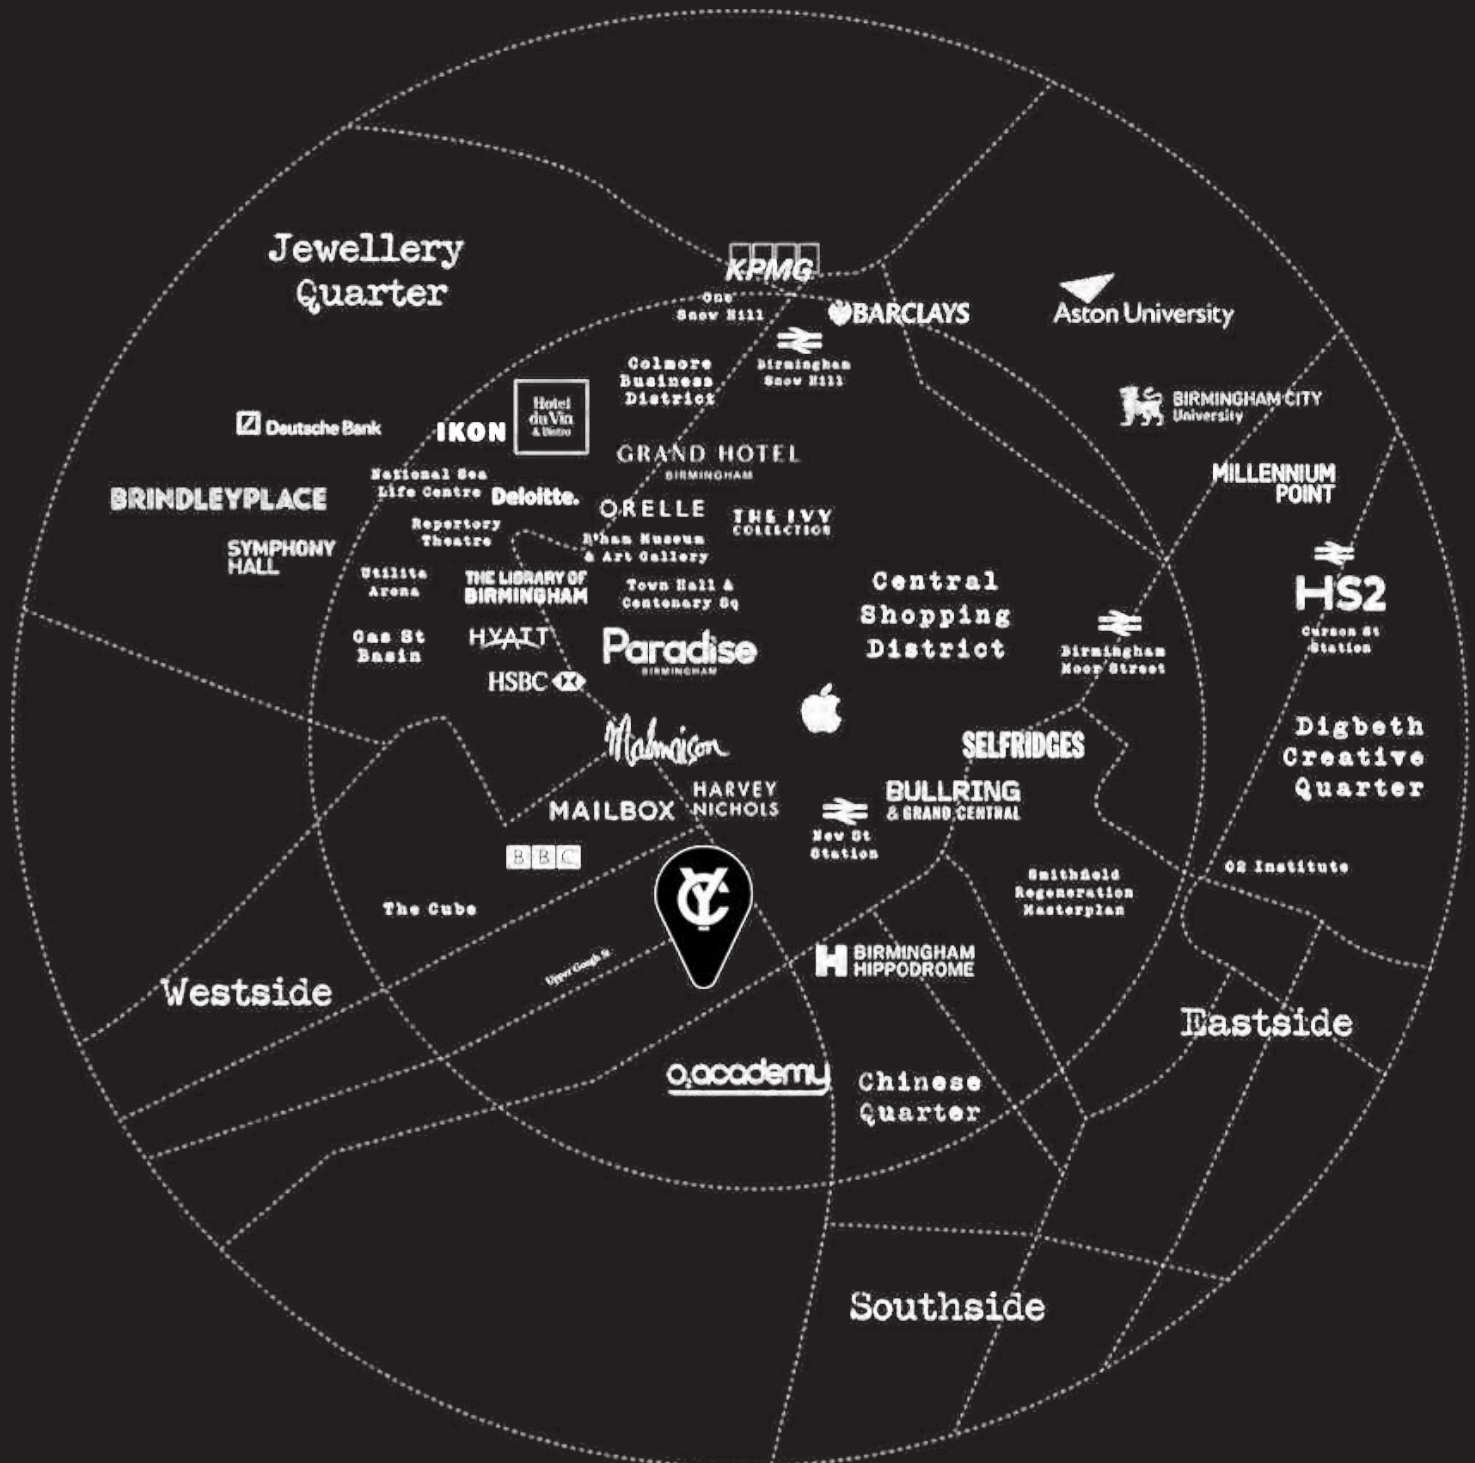 Jewellery
Quarter
KPMG
One
Snow Hill
BARCLAYS
Aston University
Birmingham
Snow Hill
Colmore
Business
District
Hotel
du Vin
& Bistro
BIRMINGHAM CITY
University
Deutsche Bank
IKON
GRAND HOTEL
BIRMINGHAM
MILLENNIUM
POINT
National Sea
Life Centre
Deloitte.
BRINDLEYPLACE
ORELLE
THE IVY
COLLECTION
Repertory
Theatre
B'ham Museum
& Art Gallery
SYMPHONY
HALL
Utilita
Arena
THE LIBRARY OF
BIRMINGHAM
Town Hall &
Centenary Sq
Central
Shopping
District
HS2
Curzon St
Station
Gas St
Basin
HYATT
Paradise
BIRMINGHAM
Birmingham
Moor Street
HSBC
Malmaison
SELFRIDGES
Digbeth
Creative
Quarter
MAILBOX
HARVEY
NICHOLS
BULLRING
& GRAND CENTRAL
New St
Station
BBC
O2 Institute
Smithfield
Regeneration
Masterplan
The Cube
YC
Upper Gough St
BIRMINGHAM
HIPPODROME
Westside
Eastside
O2 academy
Chinese
Quarter
Southside